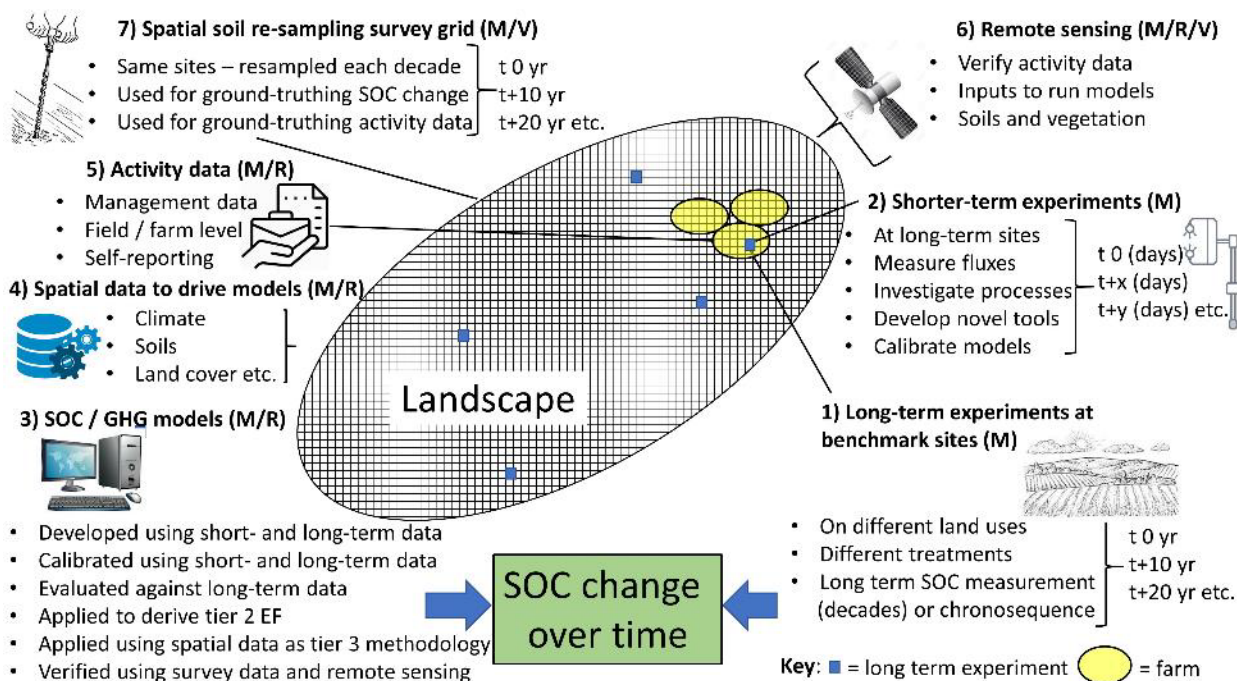 7) Spatial soil re-sampling survey grid (M/V)
• Same sites – resampled each decade
• Used for ground-truthing SOC change
• Used for ground-truthing activity data
t 0 yr
t+10 yr
t+20 yr etc.
6) Remote sensing (M/R/V)
• Verify activity data
• Inputs to run models
• Soils and vegetation
5) Activity data (M/R)
• Management data
• Field / farm level
• Self-reporting
2) Shorter-term experiments (M)
• At long-term sites
• Measure fluxes
• Investigate processes
• Develop novel tools
• Calibrate models
t 0 (days)
t+x (days)
t+y (days) etc.
4) Spatial data to drive models (M/R)
• Climate
• Soils
• Land cover etc.
Landscape
3) SOC / GHG models (M/R)
• Developed using short- and long-term data
• Calibrated using short- and long-term data
• Evaluated against long-term data
• Applied to derive tier 2 EF
• Applied using spatial data as tier 3 methodology
• Verified using survey data and remote sensing
1) Long-term experiments at
benchmark sites (M)
• On different land uses
• Different treatments
• Long term SOC measurement
(decades) or chronosequence
t 0 yr
t+10 yr
t+20 yr etc.
SOC change
over time
Key: = long term experiment = farm